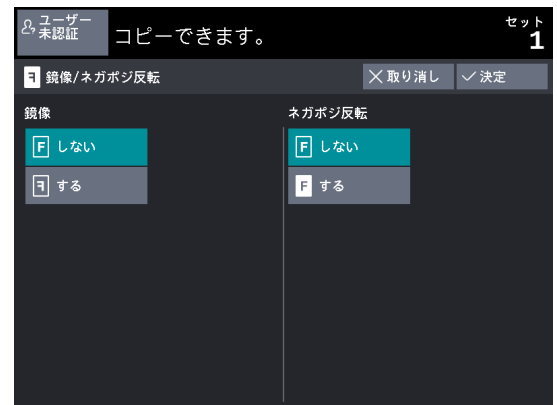 ユーザー
未認証
コピーできます。
セット
1
鏡像/ネガポジ反転
取り消し
決定
鏡像
ネガポジ反転
F しない
F しない
F する
F する